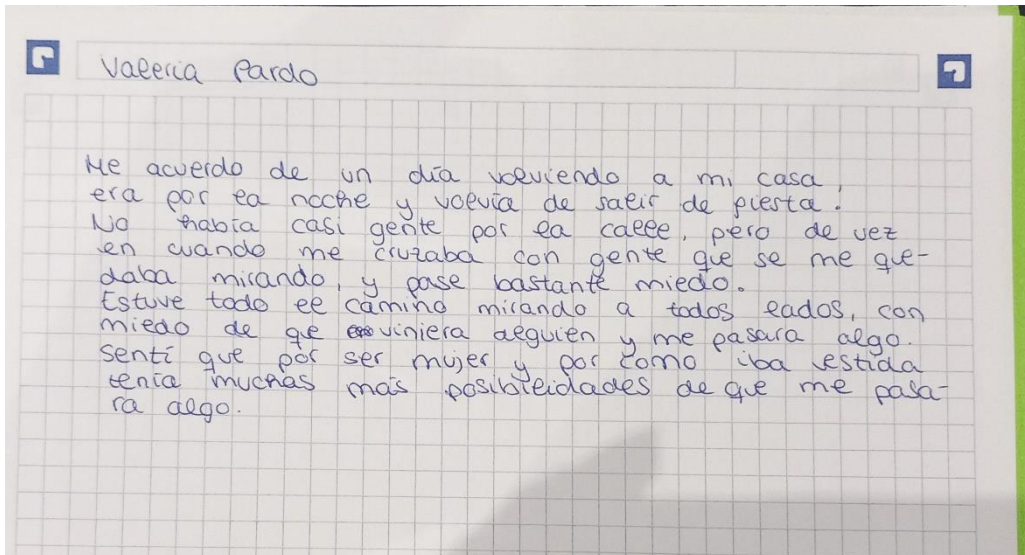 Valeria Pardo
Me acuerdo de un día volviendo a mi casa,
era por la noche y volvía de salir de fiesta.
No había casi gente por la calle, pero de vez
en cuando me cruzaba con gente que se me que-
daba mirando, y pase bastante miedo.
Estuve todo el camino mirando a todos lados, con
miedo de que viniera alguien y me pasara algo.
sentí que por ser mujer y por como iba vestida
tenía muchas más posibleidades de que me pasa-
ra algo.